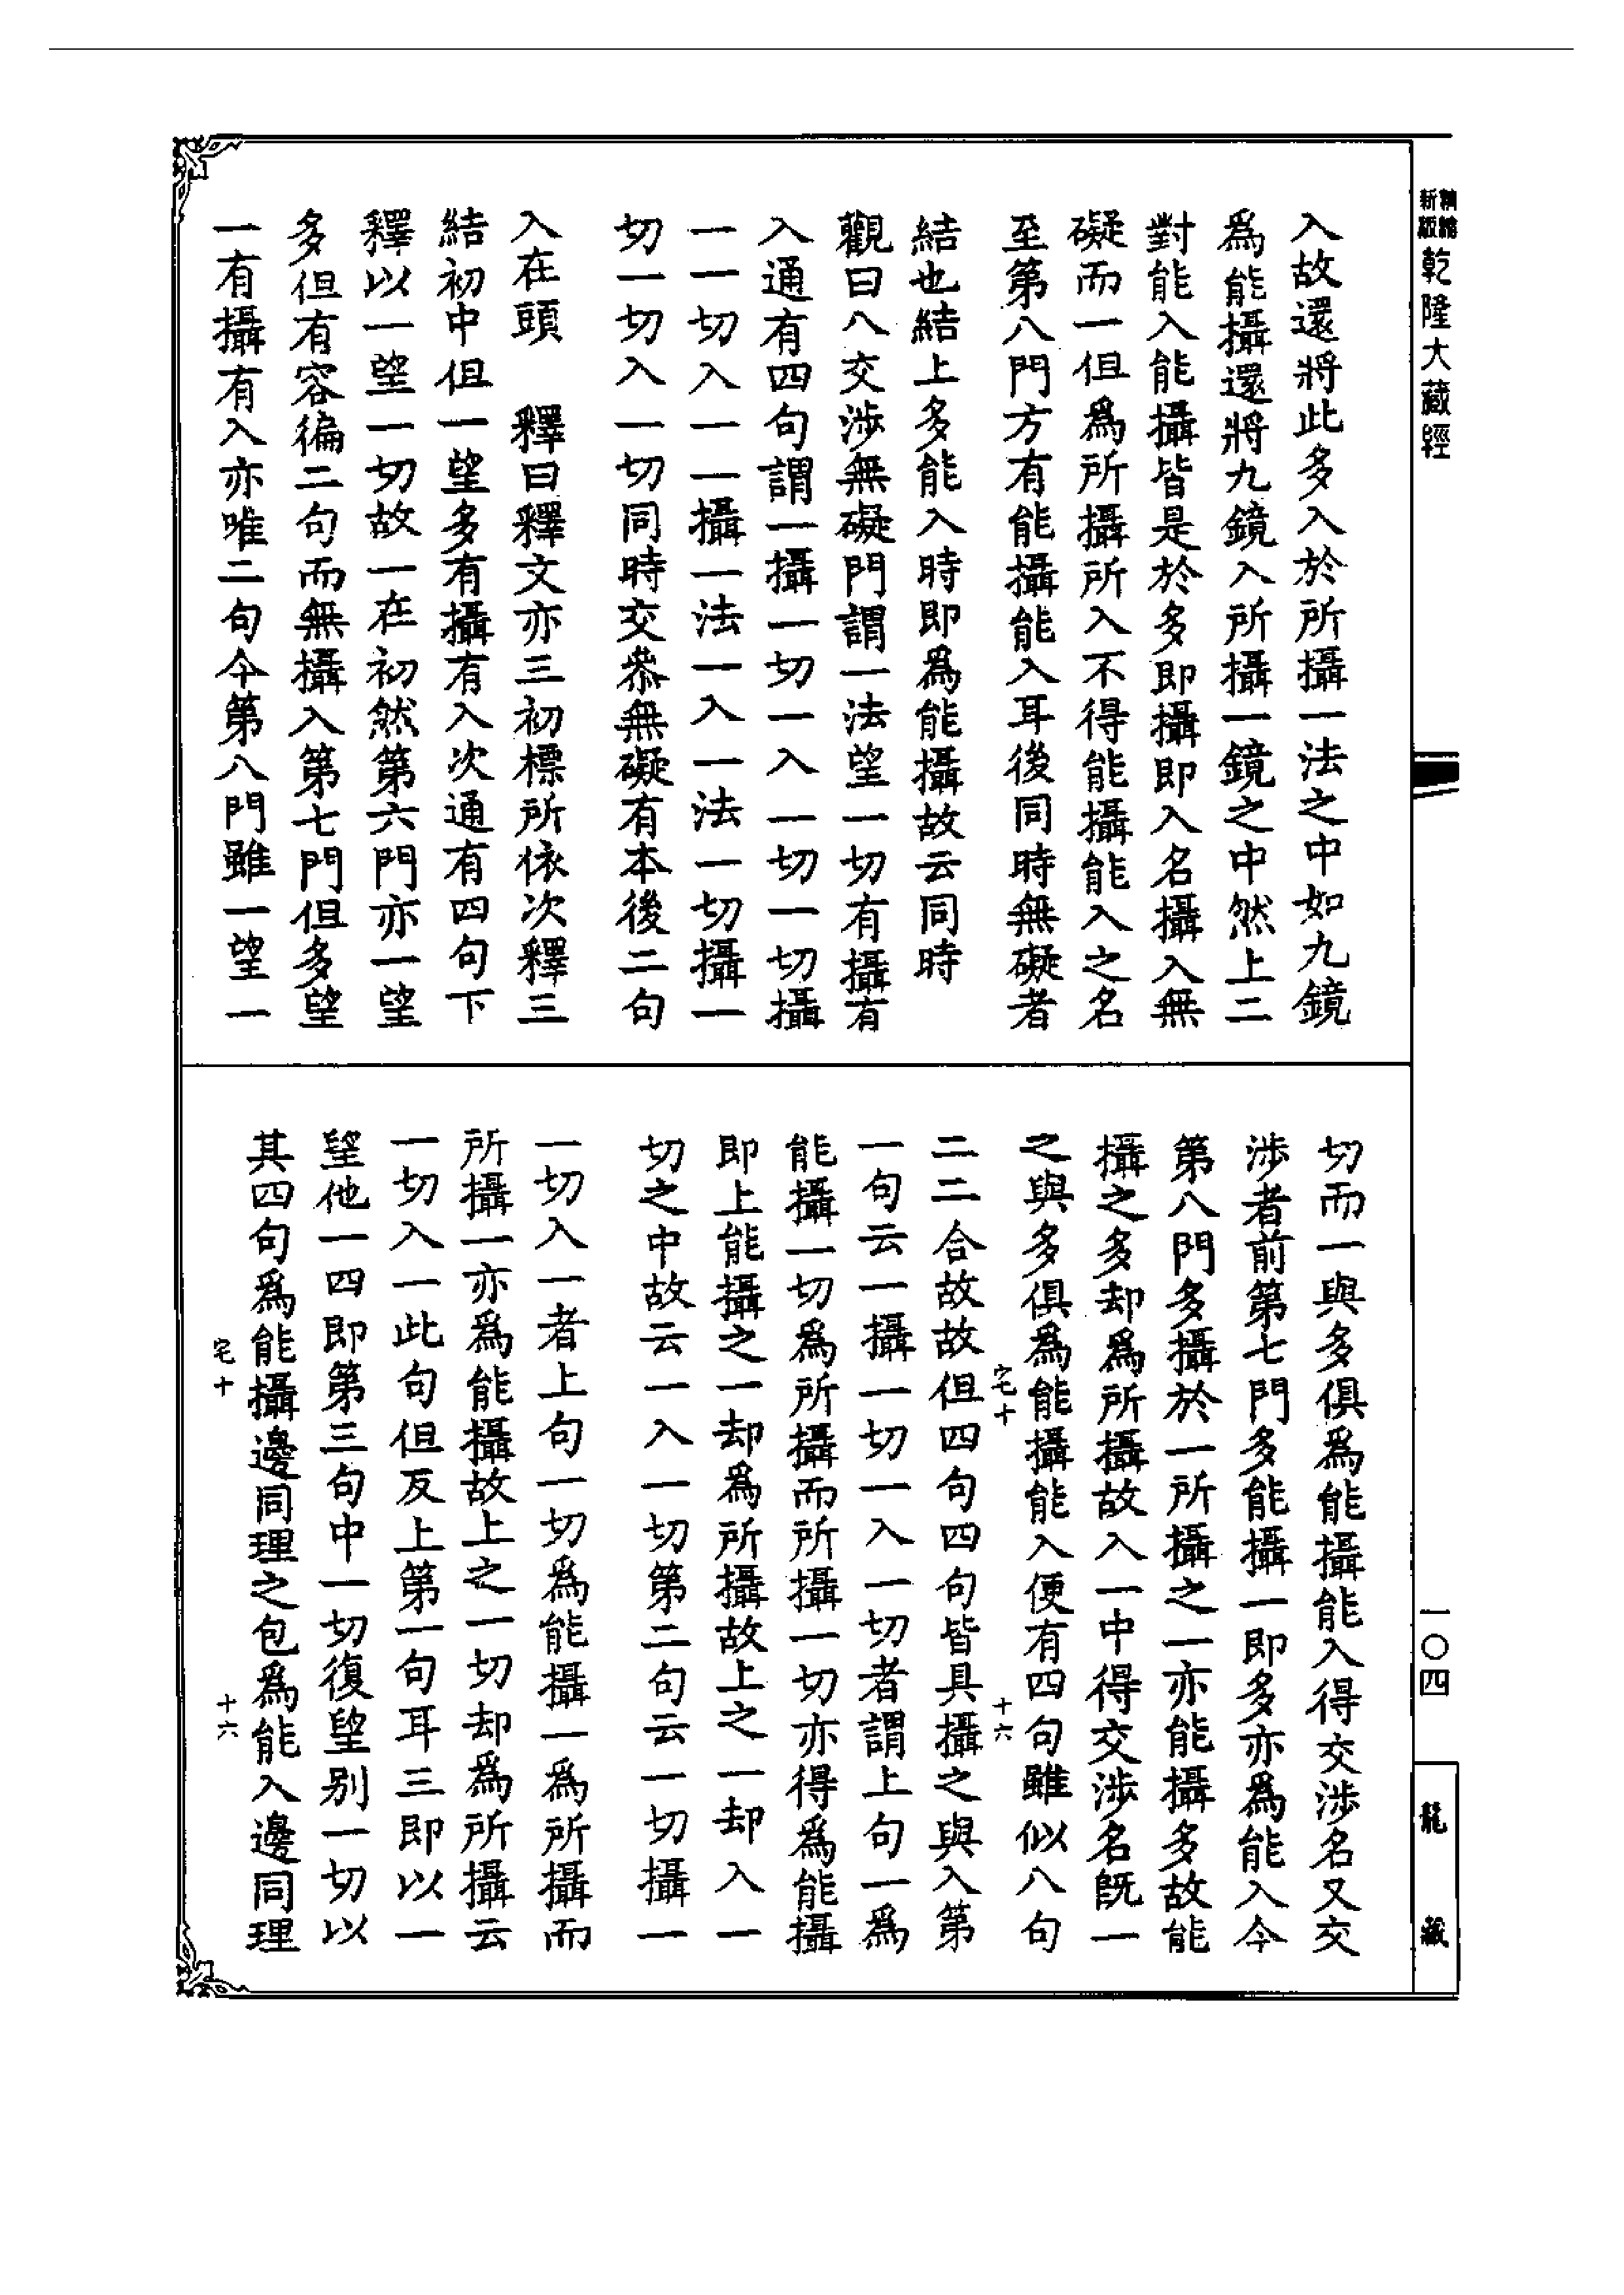 精縮新版乾隆大藏經
入故還將此多入於所攝一法之中如九鏡
爲能攝還將九鏡入所攝一鏡之中然上二
對能入能攝皆是於多即攝即入名攝入無
礙而一但爲所攝所入不得能攝能入之名
至第八門方有能攝能入耳後同時無礙者
結也結上多能入時即爲能攝故云同時
觀曰八交涉無礙門謂一法望一切有攝有
入通有四句謂一攝一切一入一切一切攝
一一切入一一攝一法一入一法一切攝一
切一切入一切同時交叅無礙有本後二句
入在頭　釋曰釋文亦三初標所依次釋三
結初中但一望多有攝有入次通有四句下
釋以一望一切故一在初然第六門亦一望
多但有容徧二句而無攝入第七門但多望
一有攝有入亦唯二句今第八門雖一望一
切而一與多俱爲能攝能入得交涉名又交
涉者前第七門多能攝一即多亦爲能入今
第八門多攝於一所攝之一亦能攝多故能
攝之多却爲所攝故入一中得交涉名旣一
之與多俱爲能攝能入便有四句雖似八句
宅十　十六
二二合故故但四句四句皆具攝之與入第
一句云一攝一切一入一切者謂上句一爲
能攝一切爲所攝而所攝一切亦得爲能攝
即上能攝之一却爲所攝故上之一却入一
切之中故云一入一切第二句云一切攝一
一切入一者上句一切爲能攝一爲所攝而
所攝一亦爲能攝故上之一切却爲所攝云
一切入一此句但反上第一句耳三即以一
望他一四即第三句中一切復望別一切以
其四句爲能攝邊同理之包爲能入邊同理
宅十　十六
一〇四
龍藏